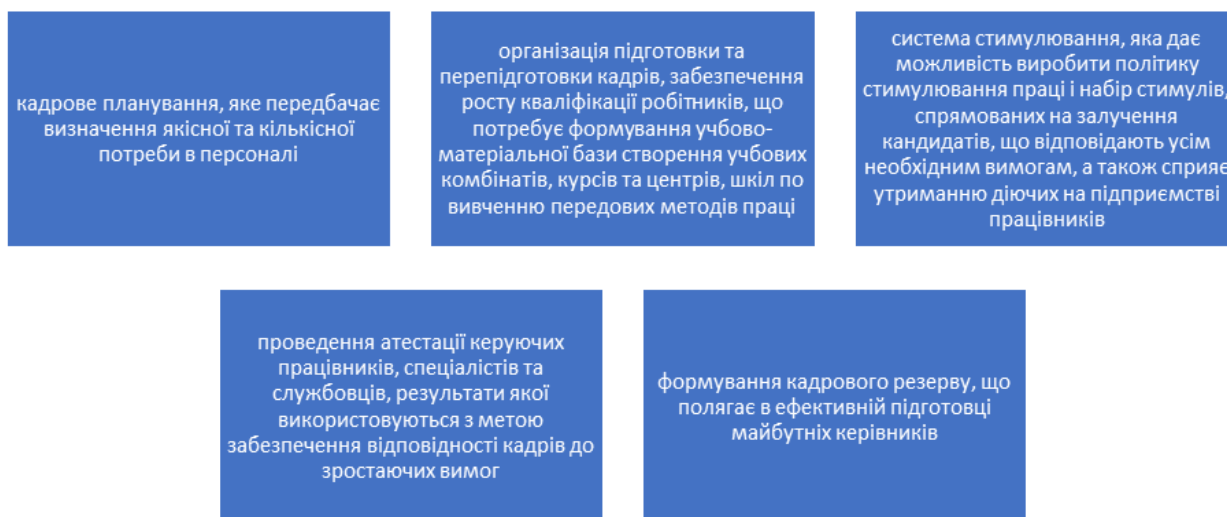 кадрове планування, яке передбачає
визначення якісної та кількісної
потреби в персоналі
організація підготовки та
перепідготовки кадрів, забезпечення
росту кваліфікації робітників, що
потребує формування учбово-
матеріальної бази створення учбових
комбінатів, курсів та центрів, шкіл по
вивченню передових методів праці
система стимулювання, яка дає
можливість виробити політику
стимулювання праці і набір стимулів,
спрямованих на залучення
кандидатів, що відповідають усім
необхідним вимогам, а також сприяє
утриманню діючих на підприємстві
працівників
проведення атестації керуючих
працівників, спеціалістів та
службовців, результати якої
використовуються з метою
забезпечення відповідності кадрів до
зростаючих вимог
формування кадрового резерву, що
полягає в ефективній підготовці
майбутніх керівників